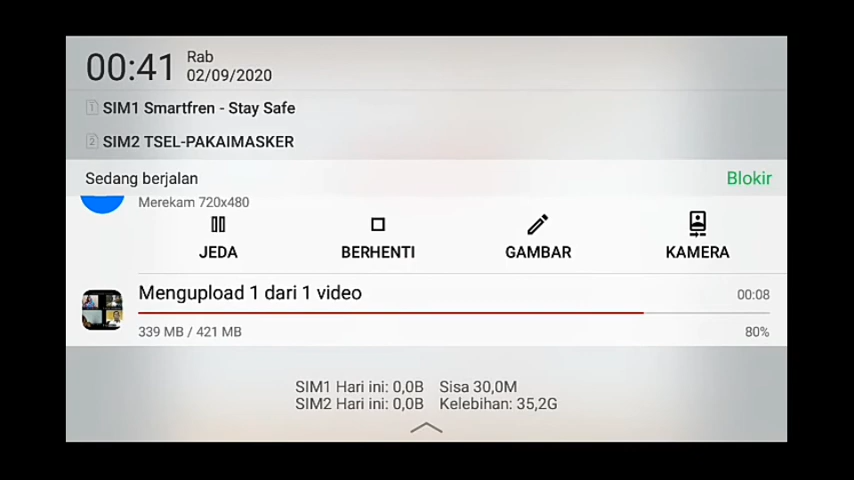 00:41
Rab
02/09/2020
1 SIM1 Smartfren - Stay Safe
2 SIM2 TSEL-PAKAIMASKER
Sedang berjalan Blokir
Merekam 720x480
JEDA BERHENTI GAMBAR KAMERA
Mengupload 1 dari 1 video 00:08
339 MB / 421 MB 80%
SIM1 Hari ini: 0,0B Sisa 30,0M
SIM2 Hari ini: 0,0B Kelebihan: 35,2G